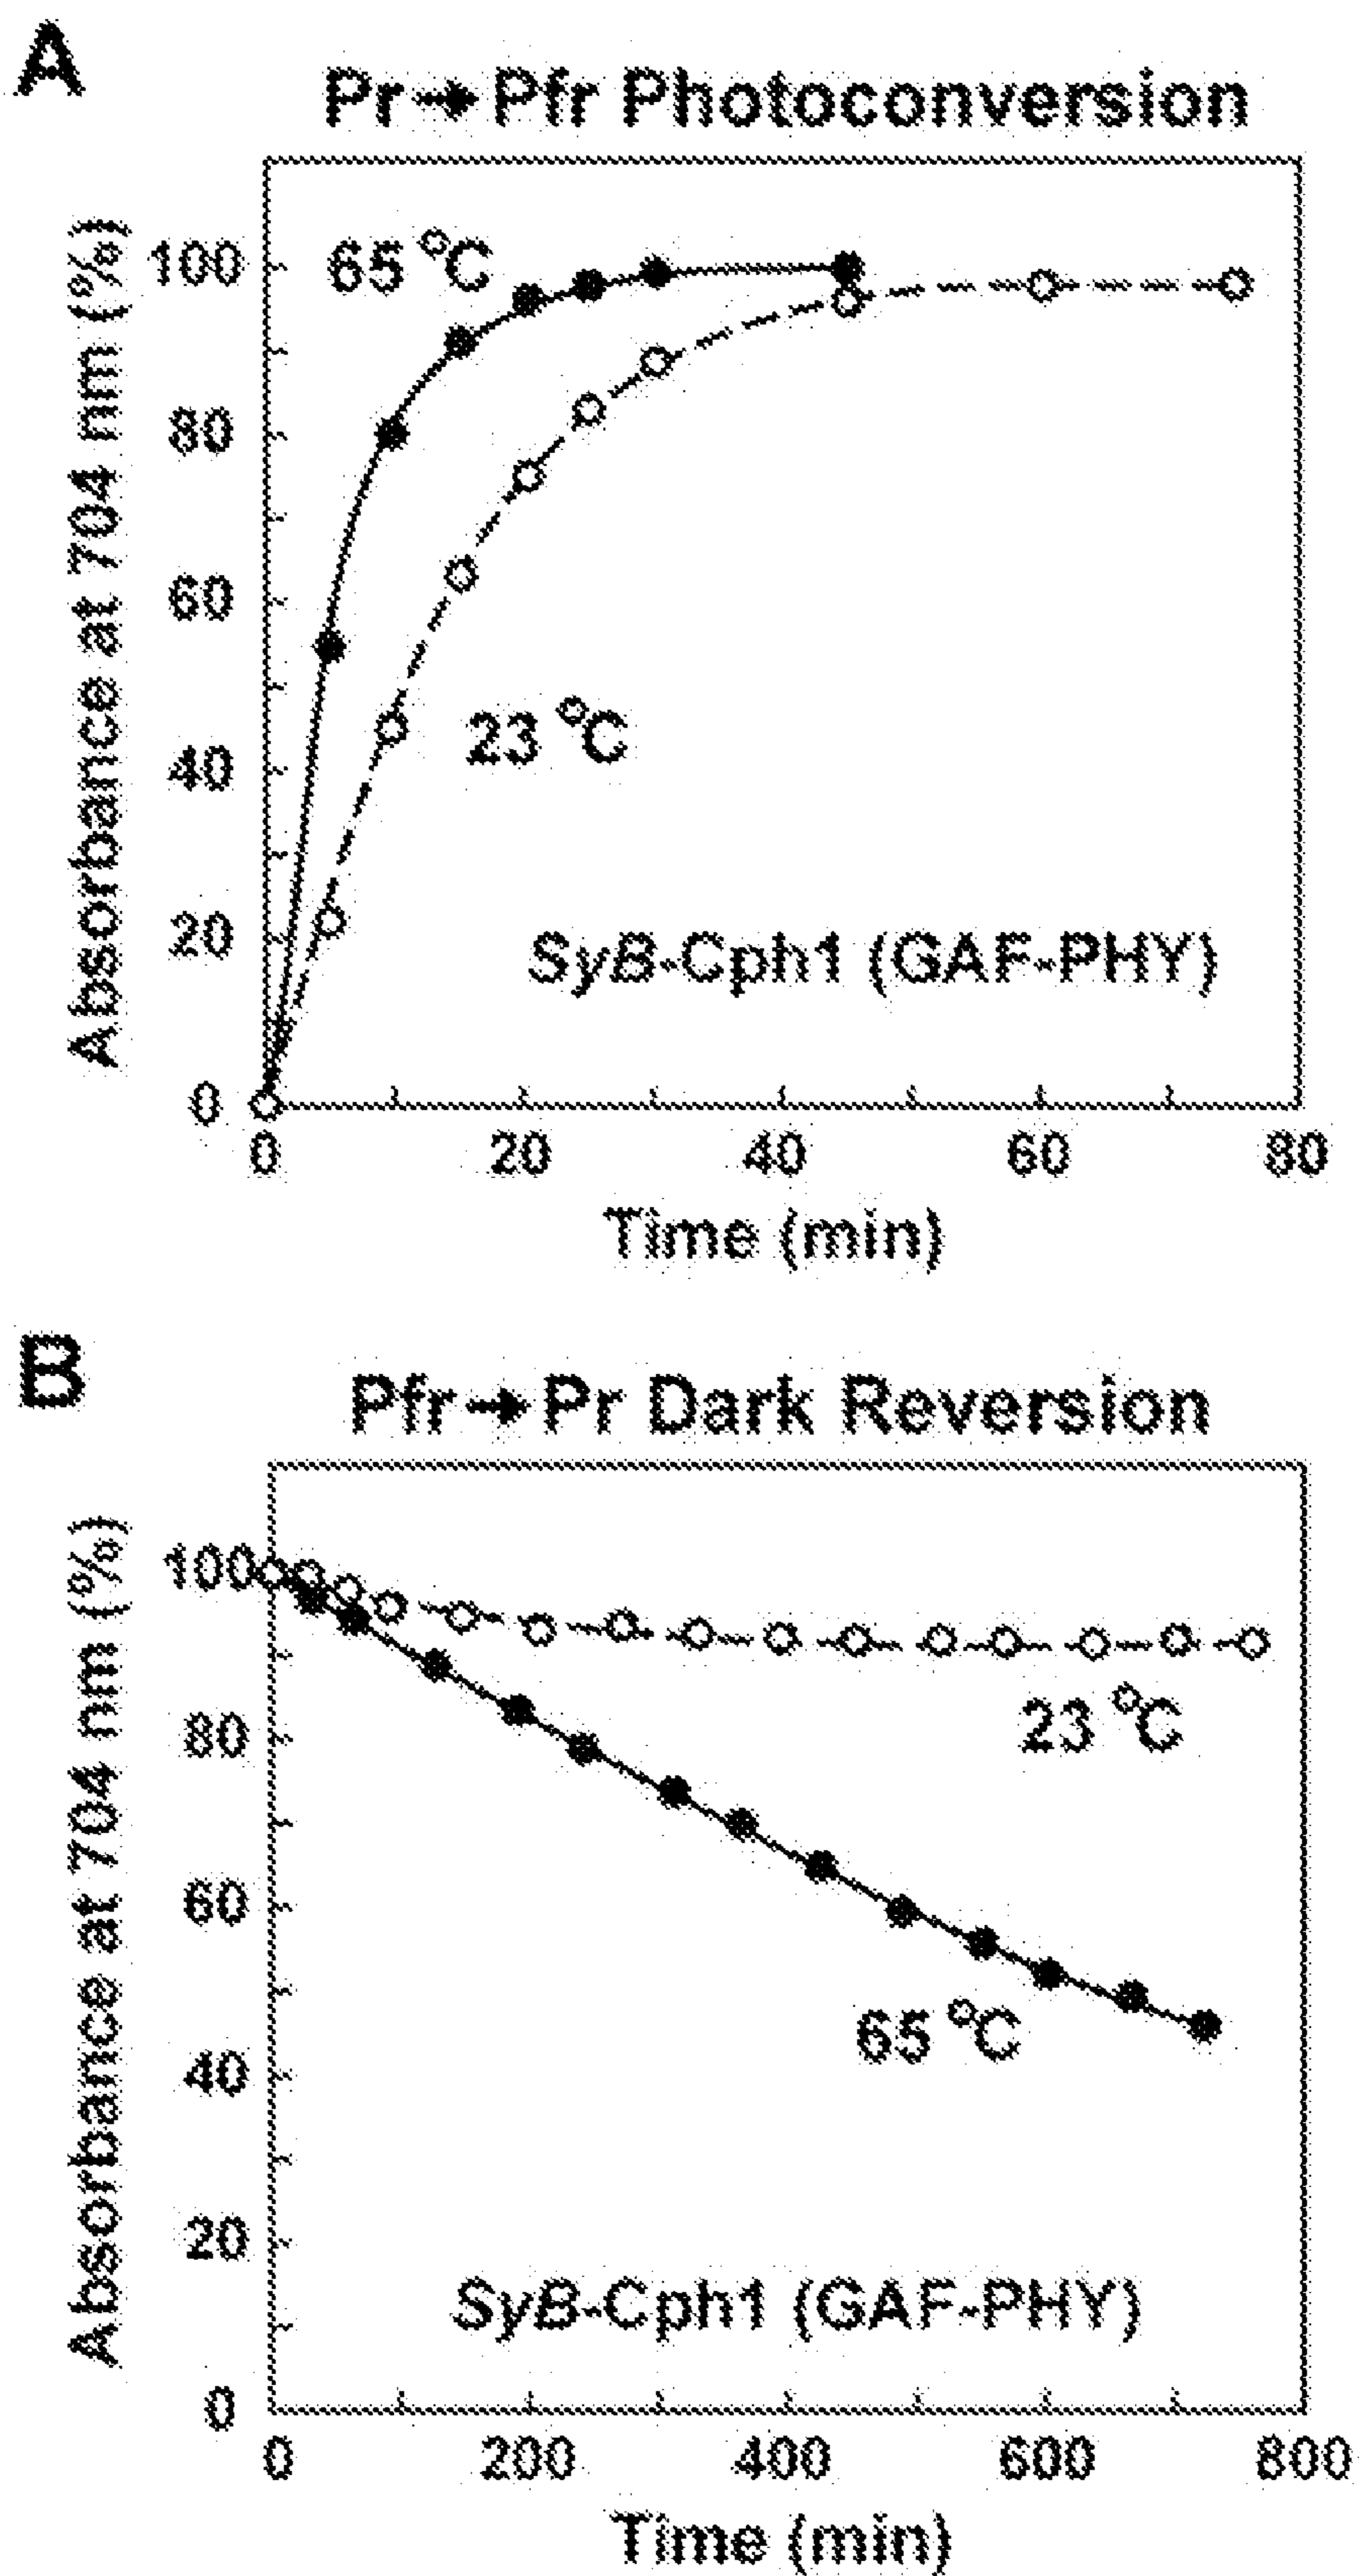 A
Pr→Pfr Photoconversion
Absorbance at 704 nm (%)
100
80
60
40
20
0
65 °C
23 °C
SyB-Cph1 (GAF-PHY)
0 20 40 60 80
Time (min)
B
Pfr→Pr Dark Reversion
Absorbance at 704 nm (%)
100
80
60
40
20
0
23 °C
65 °C
SyB-Cph1 (GAF-PHY)
0 200 400 600 800
Time (min)